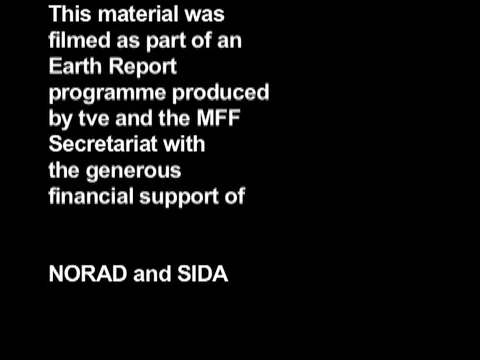 This material was
filmed as part of an
Earth Report
programme produced
by tve and the MFF
Secretariat with
the generous
financial support of
NORAD and SIDA